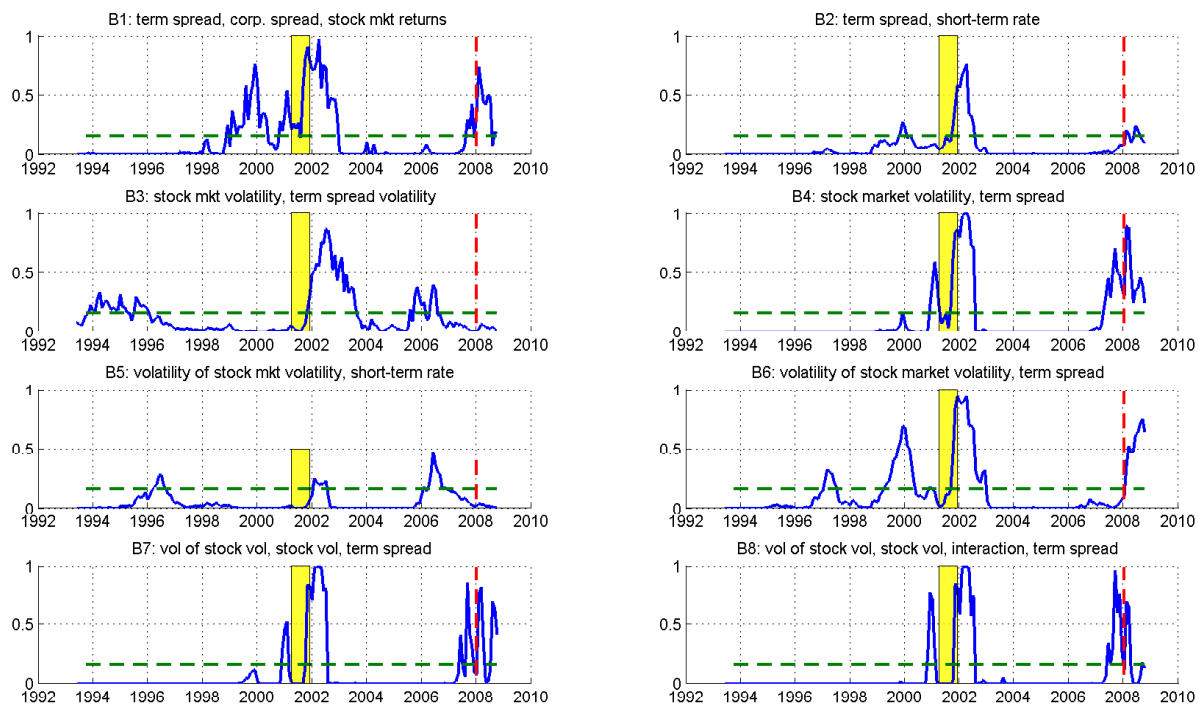 B1: term spread, corp. spread, stock mkt returns
1
0.5
0
1992 1994 1996 1998 2000 2002 2004 2006 2008 2010
B2: term spread, short-term rate
1
0.5
0
1992 1994 1996 1998 2000 2002 2004 2006 2008 2010
B3: stock mkt volatility, term spread volatility
1
0.5
0
1992 1994 1996 1998 2000 2002 2004 2006 2008 2010
B4: stock market volatility, term spread
1
0.5
0
1992 1994 1996 1998 2000 2002 2004 2006 2008 2010
B5: volatility of stock mkt volatility, short-term rate
1
0.5
0
1992 1994 1996 1998 2000 2002 2004 2006 2008 2010
B6: volatility of stock market volatility, term spread
1
0.5
0
1992 1994 1996 1998 2000 2002 2004 2006 2008 2010
B7: vol of stock vol, stock vol, term spread
1
0.5
0
1992 1994 1996 1998 2000 2002 2004 2006 2008 2010
B8: vol of stock vol, stock vol, interaction, term spread
1
0.5
0
1992 1994 1996 1998 2000 2002 2004 2006 2008 2010